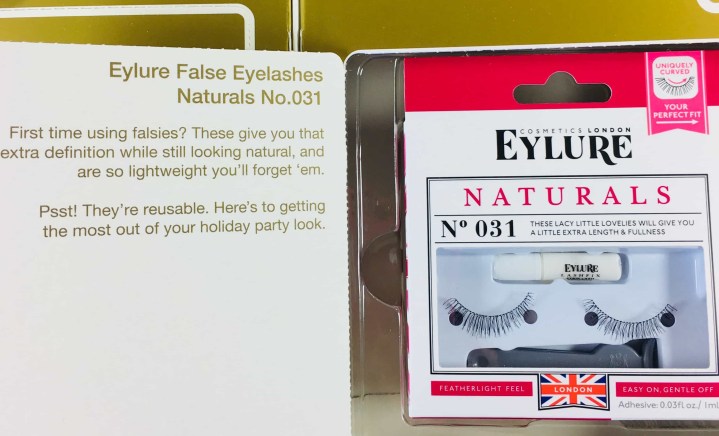 Eylure False Eyelashes
Naturals No.031
First time using falsies? These give you that
extra definition while still looking natural, and
are so lightweight you'll forget 'em.
Psst! They're reusable. Here's to getting
the most out of your holiday party look.
UNIQUELY
CURVED
YOUR
PERFECT FIT
COSMETICS LONDON
EYLURE
NATURALS
Nº 031
THESE LACY LITTLE LOVELIES WILL GIVE YOU
A LITTLE EXTRA LENGTH & FULLNESS
EYLURE
LASHFIX
FEATHERLIGHT FEEL
LONDON
EASY ON, GENTLE OFF
Adhesive: 0.03fl.oz./1mL